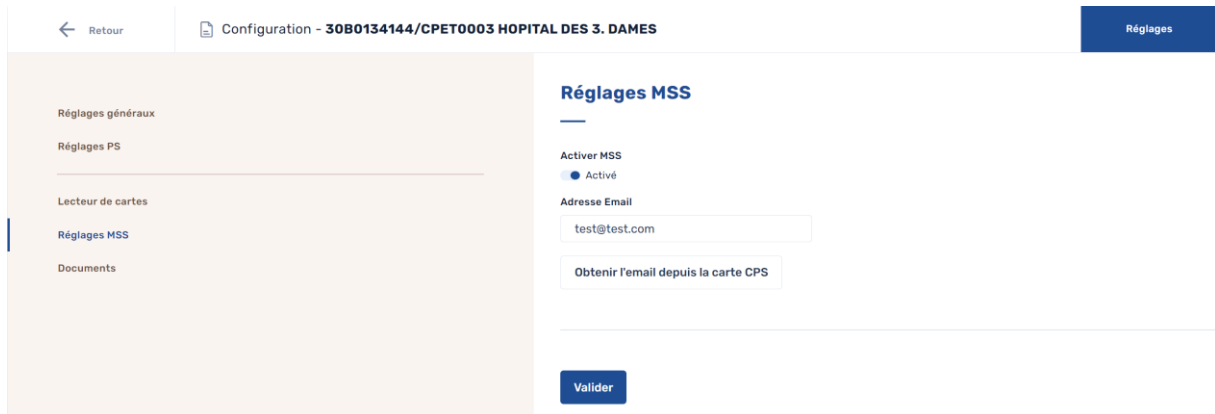 Retour
Configuration - 30B0134144/CPET0003 HOPITAL DES 3. DAMES
Réglages
Réglages généraux
Réglages PS
Lecteur de cartes
Réglages MSS
Documents
Réglages MSS
Activer MSS
Activé
Adresse Email
test@test.com
Obtenir l'email depuis la carte CPS
Valider